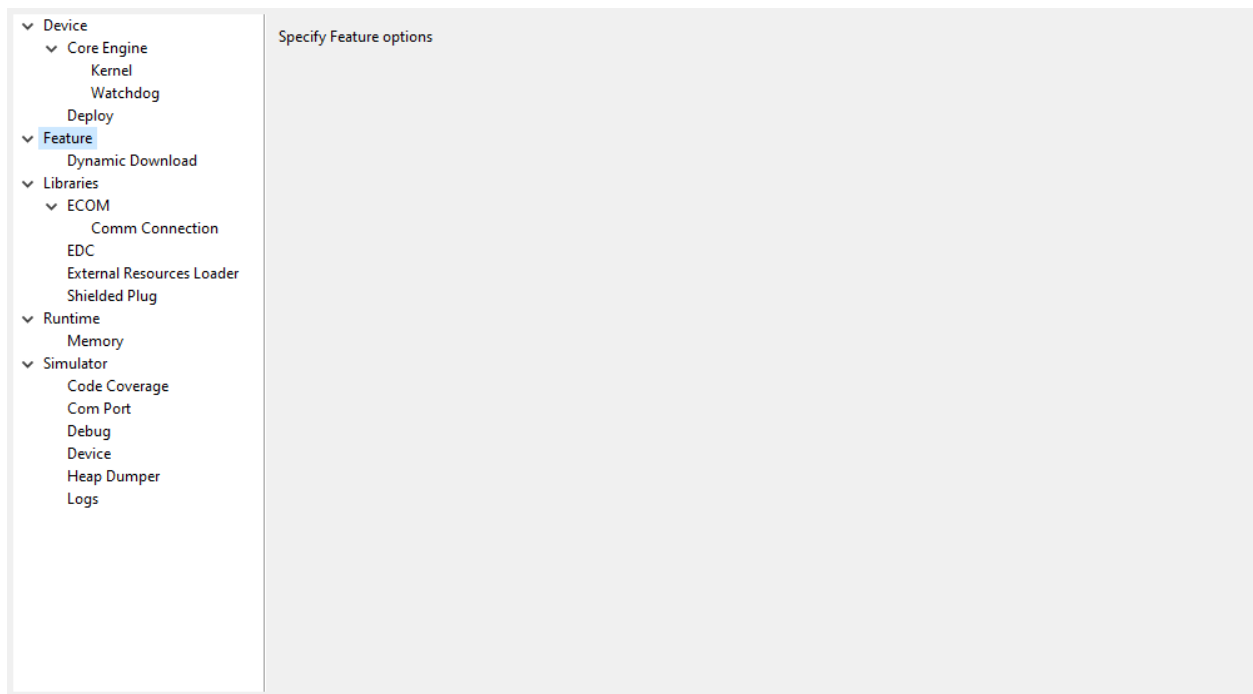 Device
Core Engine
Kernel
Watchdog
Deploy
Feature
Dynamic Download
Libraries
ECOM
Comm Connection
EDC
External Resources Loader
Shielded Plug
Runtime
Memory
Simulator
Code Coverage
Com Port
Debug
Device
Heap Dumper
Logs
Specify Feature options